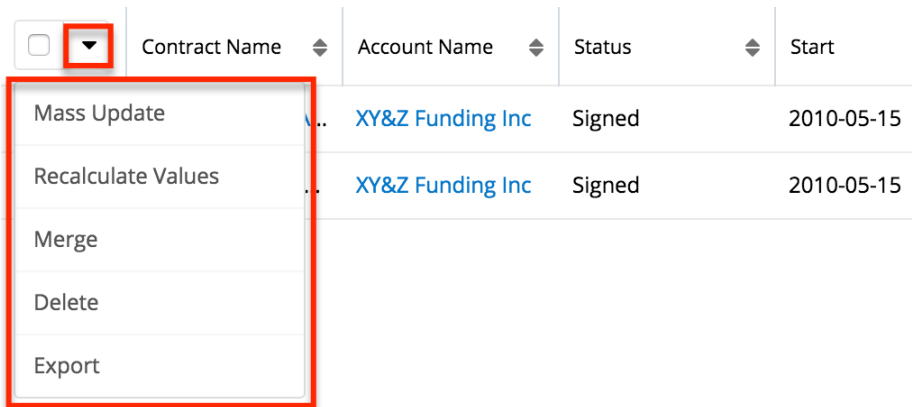 Contract Name Account Name Status Start
Mass Update
XY&Z Funding Inc Signed 2010-05-15
Recalculate Values
XY&Z Funding Inc Signed 2010-05-15
Merge
Delete
Export